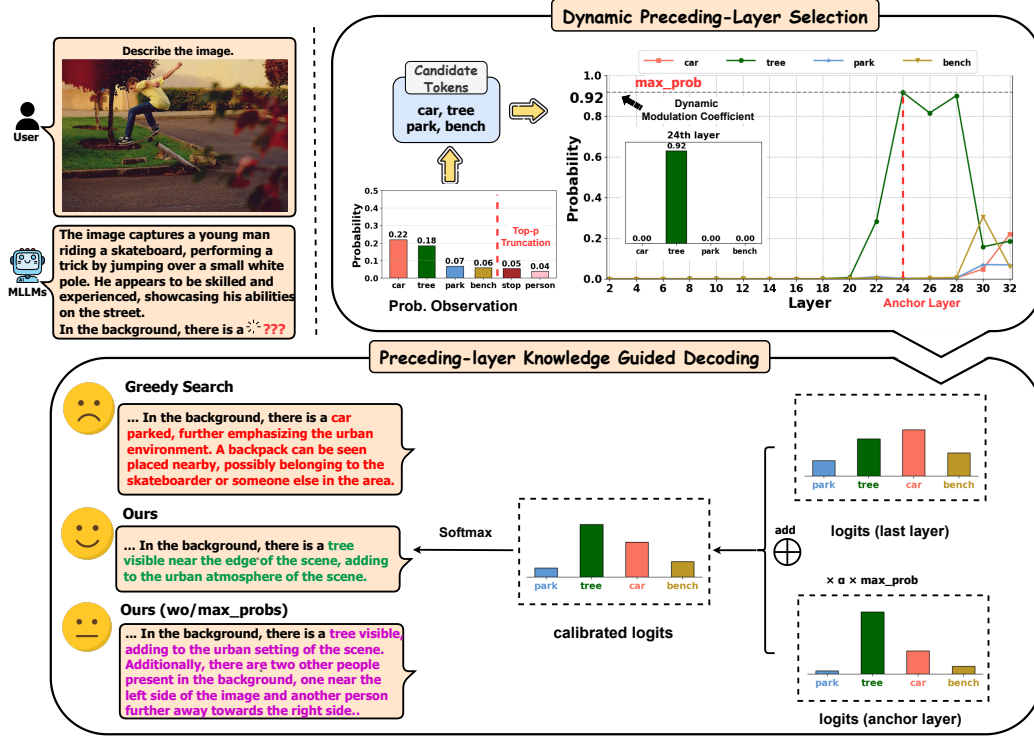 Dynamic Preceding-Layer Selection
Describe the image.
User
The image captures a young man
riding a skateboard, performing a
trick by jumping over a small white
pole. He appears to be skilled and
experienced, showcasing his abilities
on the street.
In the background, there is a ???
MLLMs
Candidate
Tokens
car, tree
park, bench
Probability
0.5
0.4
0.3
0.2
0.1
0.0
0.22
0.18
0.07
0.06
0.05
0.04
Top-p
Truncation
car tree park bench stop person
Prob. Observation
car tree park bench
Probability
1.0
0.92
0.8
0.6
0.4
0.2
0.0
max_prob
Dynamic
Modulation Coefficient
24th layer
0.92
0.00 0.00 0.00
car tree park bench
2 4 6 8 10 12 14 16 18 20 22 24 26 28 30 32
Layer
Anchor Layer
Preceding-layer Knowledge Guided Decoding
Greedy Search
... In the background, there is a car
parked, further emphasizing the urban
environment. A backpack can be seen
placed nearby, possibly belonging to the
skateboarder or someone else in the area.
Ours
... In the background, there is a tree
visible near the edge of the scene, adding
to the urban atmosphere of the scene.
Ours (wo/max_probs)
... In the background, there is a tree visible,
adding to the urban setting of the scene.
Additionally, there are two other people
present in the background, one near the
left side of the image and another person
further away towards the right side..
Softmax
park tree car bench
calibrated logits
park tree car bench
logits (last layer)
add
× α × max_prob
park tree car bench
logits (anchor layer)